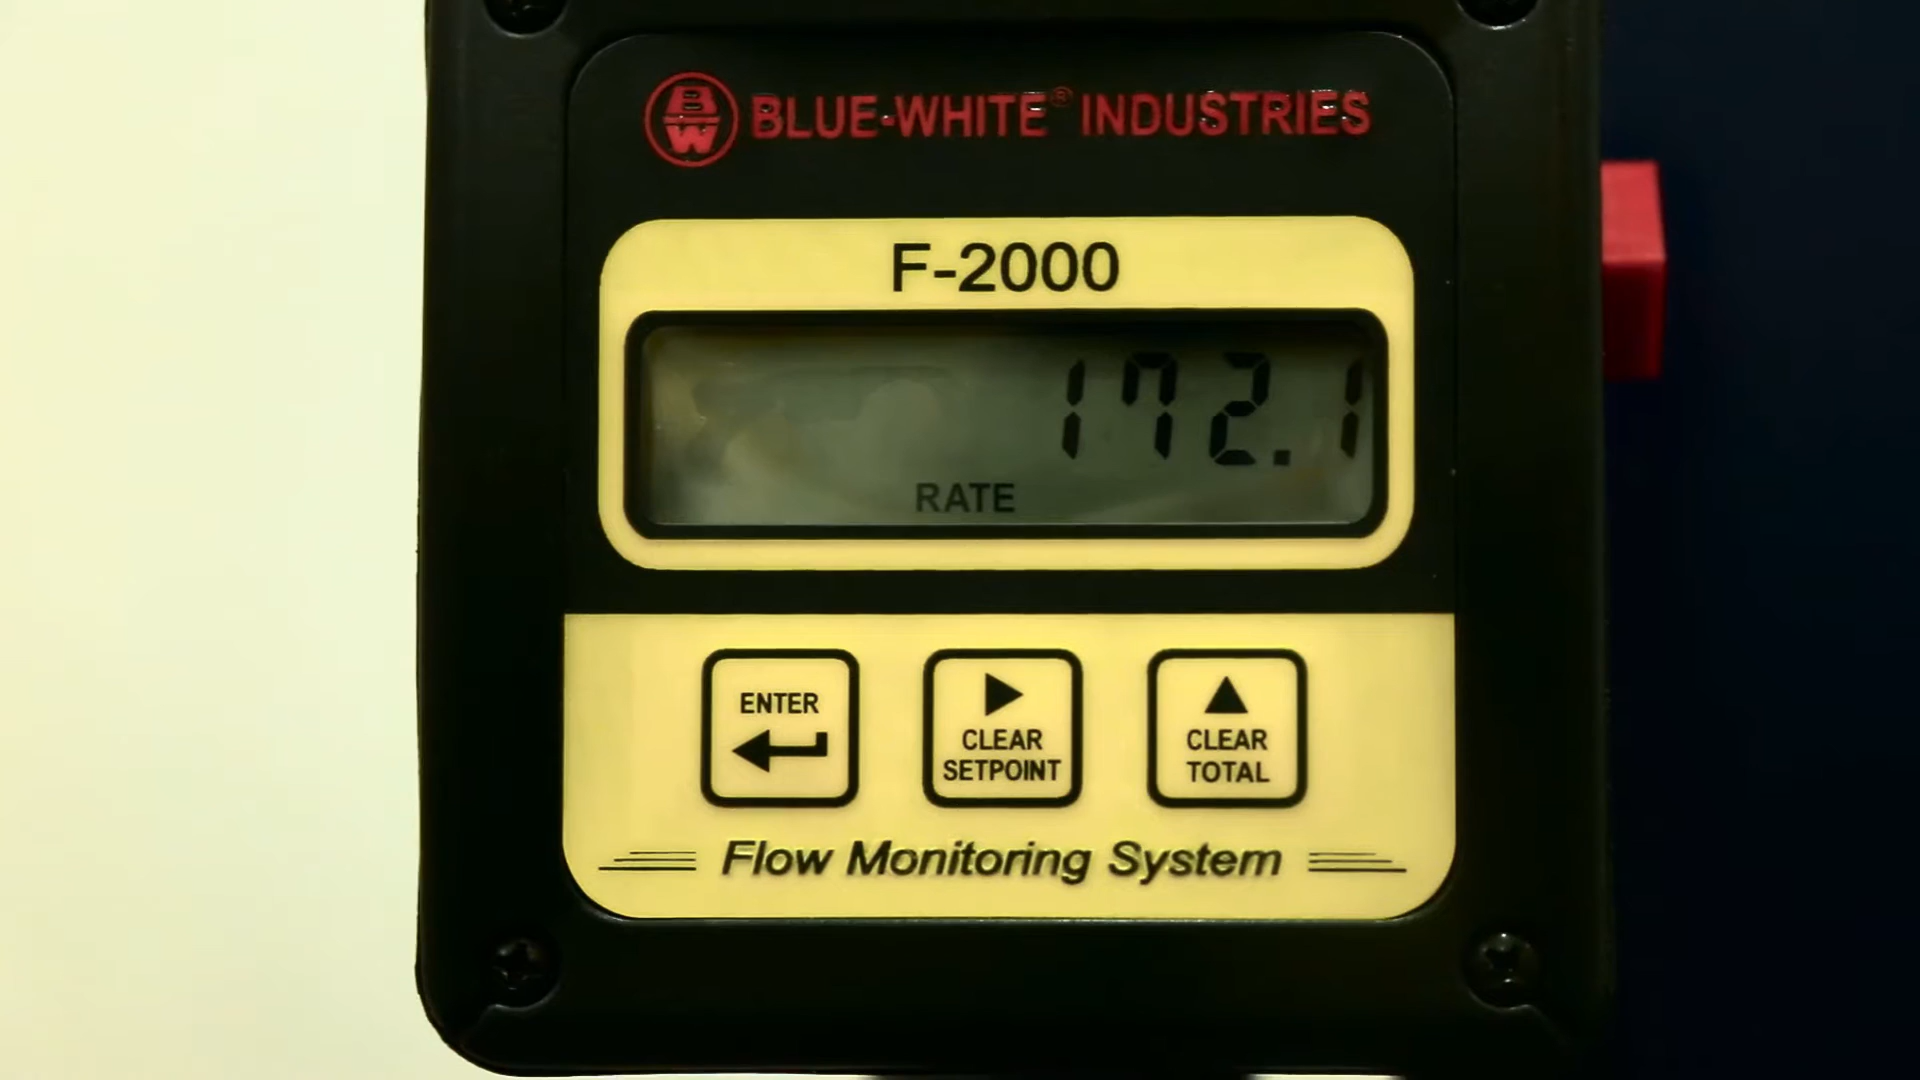 BW
BLUE-WHITE® INDUSTRIES
F-2000
172.1
RATE
ENTER
CLEAR
SETPOINT
CLEAR
TOTAL
Flow Monitoring System